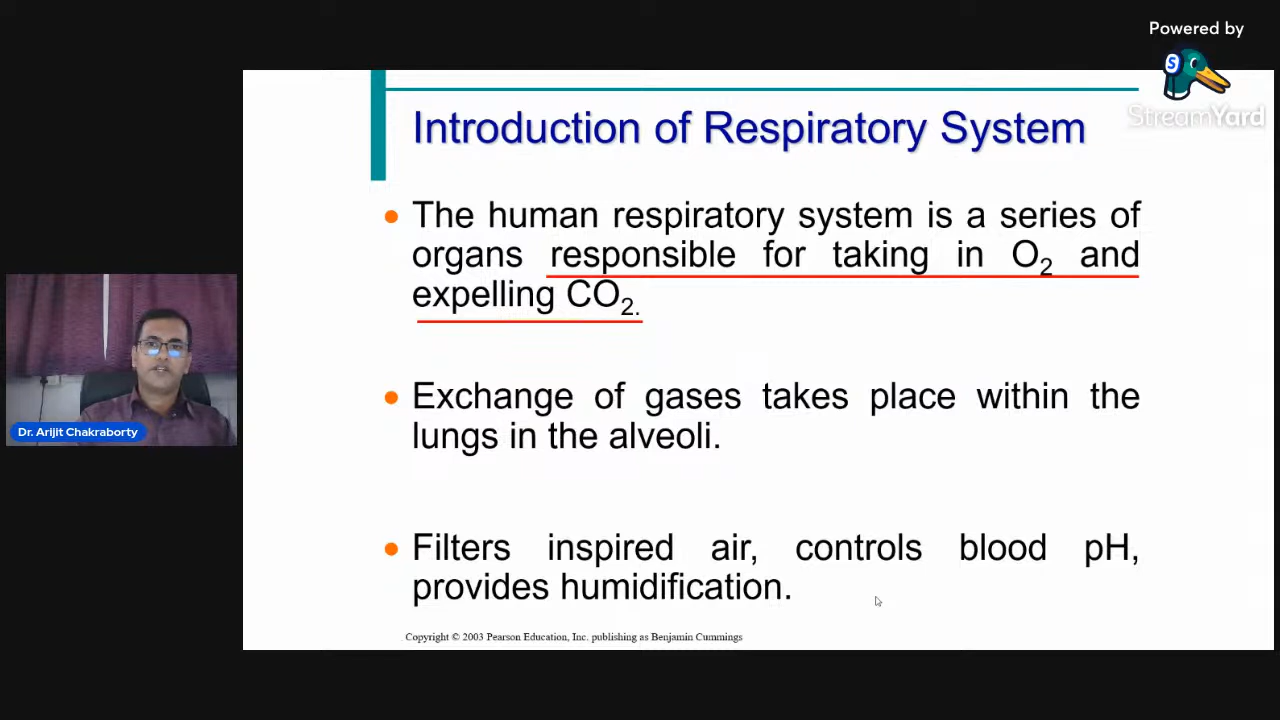 Powered by
StreamYard
Introduction of Respiratory System
• The human respiratory system is a series of
organs responsible for taking in O₂ and
expelling CO₂.
• Exchange of gases takes place within the
lungs in the alveoli.
• Filters inspired air, controls blood pH,
provides humidification.
Copyright © 2003 Pearson Education, Inc. publishing as Benjamin Cummings
Dr. Arijit Chakraborty